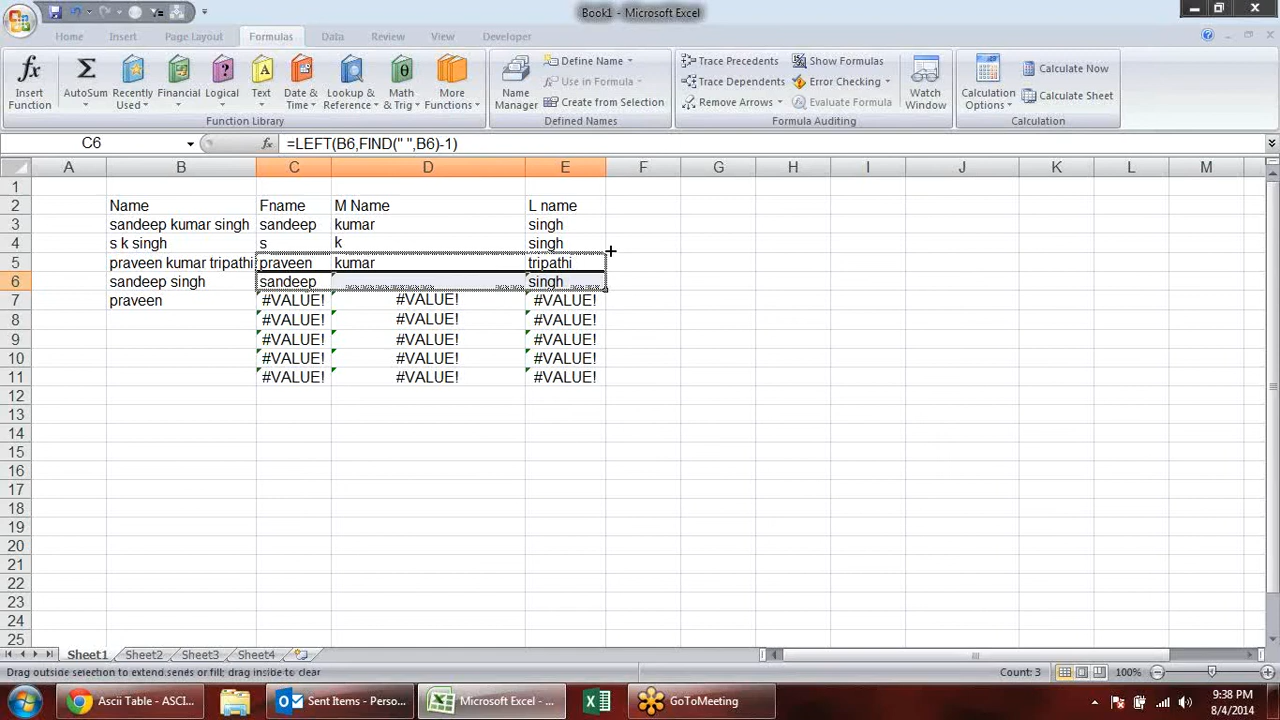 Book1 - Microsoft Excel
Home Insert Page Layout Formulas Data Review View Developer
Insert Function
AutoSum
Recently Used
Financial
Logical
Text
Date & Time
Lookup & Reference
Math & Trig
More Functions
Function Library
Name Manager
Define Name
Use in Formula
Create from Selection
Defined Names
Trace Precedents
Trace Dependents
Remove Arrows
Show Formulas
Error Checking
Evaluate Formula
Formula Auditing
Watch Window
Calculation Options
Calculate Now
Calculate Sheet
Calculation
C6 fx =LEFT(B6,FIND(" ",B6)-1)
A B C D E F G H I J K L M
1
2 Name Fname M Name L name
3 sandeep kumar singh sandeep kumar singh
4 s k singh s k singh
5 praveen kumar tripathi praveen kumar tripathi
6 sandeep singh sandeep singh
7 praveen #VALUE! #VALUE! #VALUE!
8 #VALUE! #VALUE! #VALUE!
9 #VALUE! #VALUE! #VALUE!
10 #VALUE! #VALUE! #VALUE!
11 #VALUE! #VALUE! #VALUE!
12
13
14
15
16
17
18
19
20
21
22
23
24
25
Sheet1 Sheet2 Sheet3 Sheet4
Drag outside selection to extend series or fill; drag inside to clear Count: 3 100%
Ascii Table - ASCI... Sent Items - Perso... Microsoft Excel - ... GoToMeeting 9:38 PM
8/4/2014